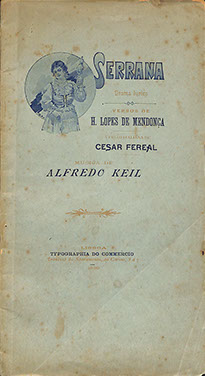 SERRANA
Drama lyrico
VERSOS DE
H. LOPES DE MENDONÇA
CESAR FEREAL
MUSICA DE
ALFREDO KEIL
LISBOA
TYPOGRAPHIA DO COMMERCIO